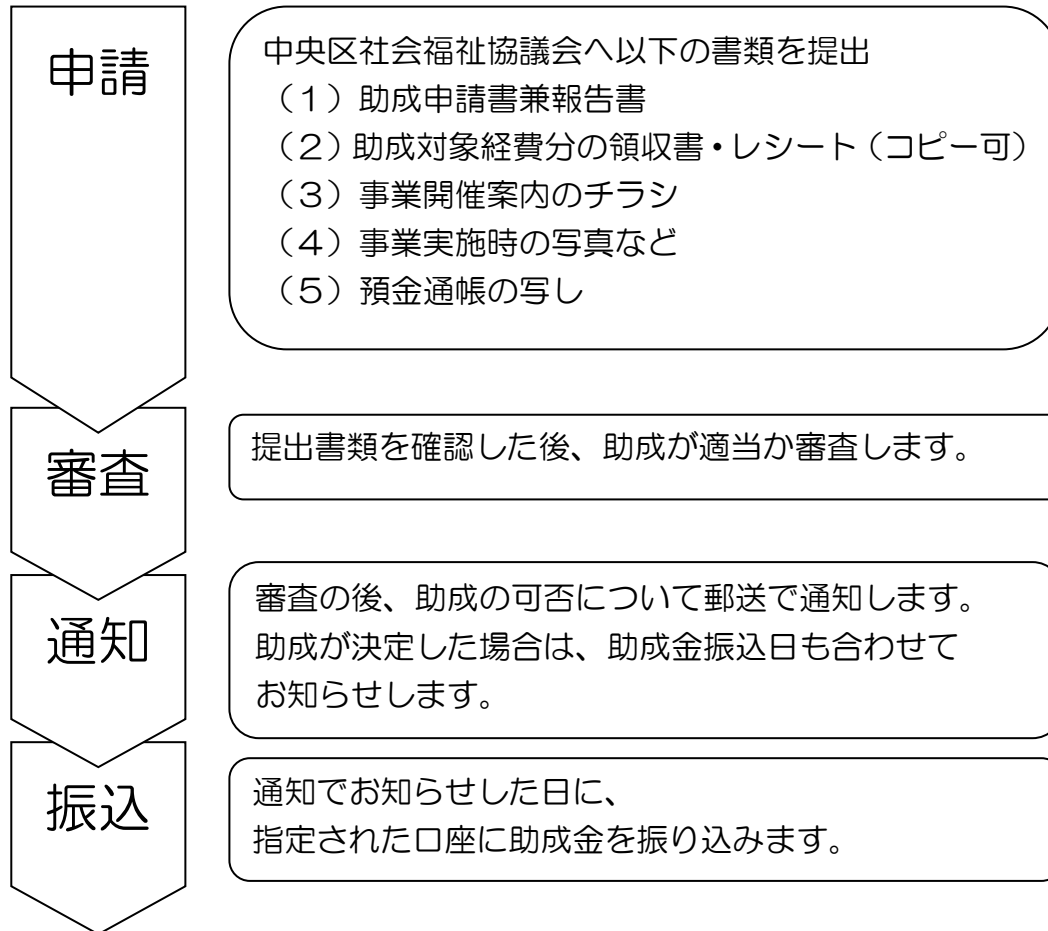 申請
中央区社会福祉協議会へ以下の書類を提出
（１）助成申請書兼報告書
（２）助成対象経費分の領収書・レシート（コピー可）
（３）事業開催案内のチラシ
（４）事業実施時の写真など
（５）預金通帳の写し
審査
提出書類を確認した後、助成が適当か審査します。
通知
審査の後、助成の可否について郵送で通知します。
助成が決定した場合は、助成金振込日も合わせて
お知らせします。
振込
通知でお知らせした日に、
指定された口座に助成金を振り込みます。